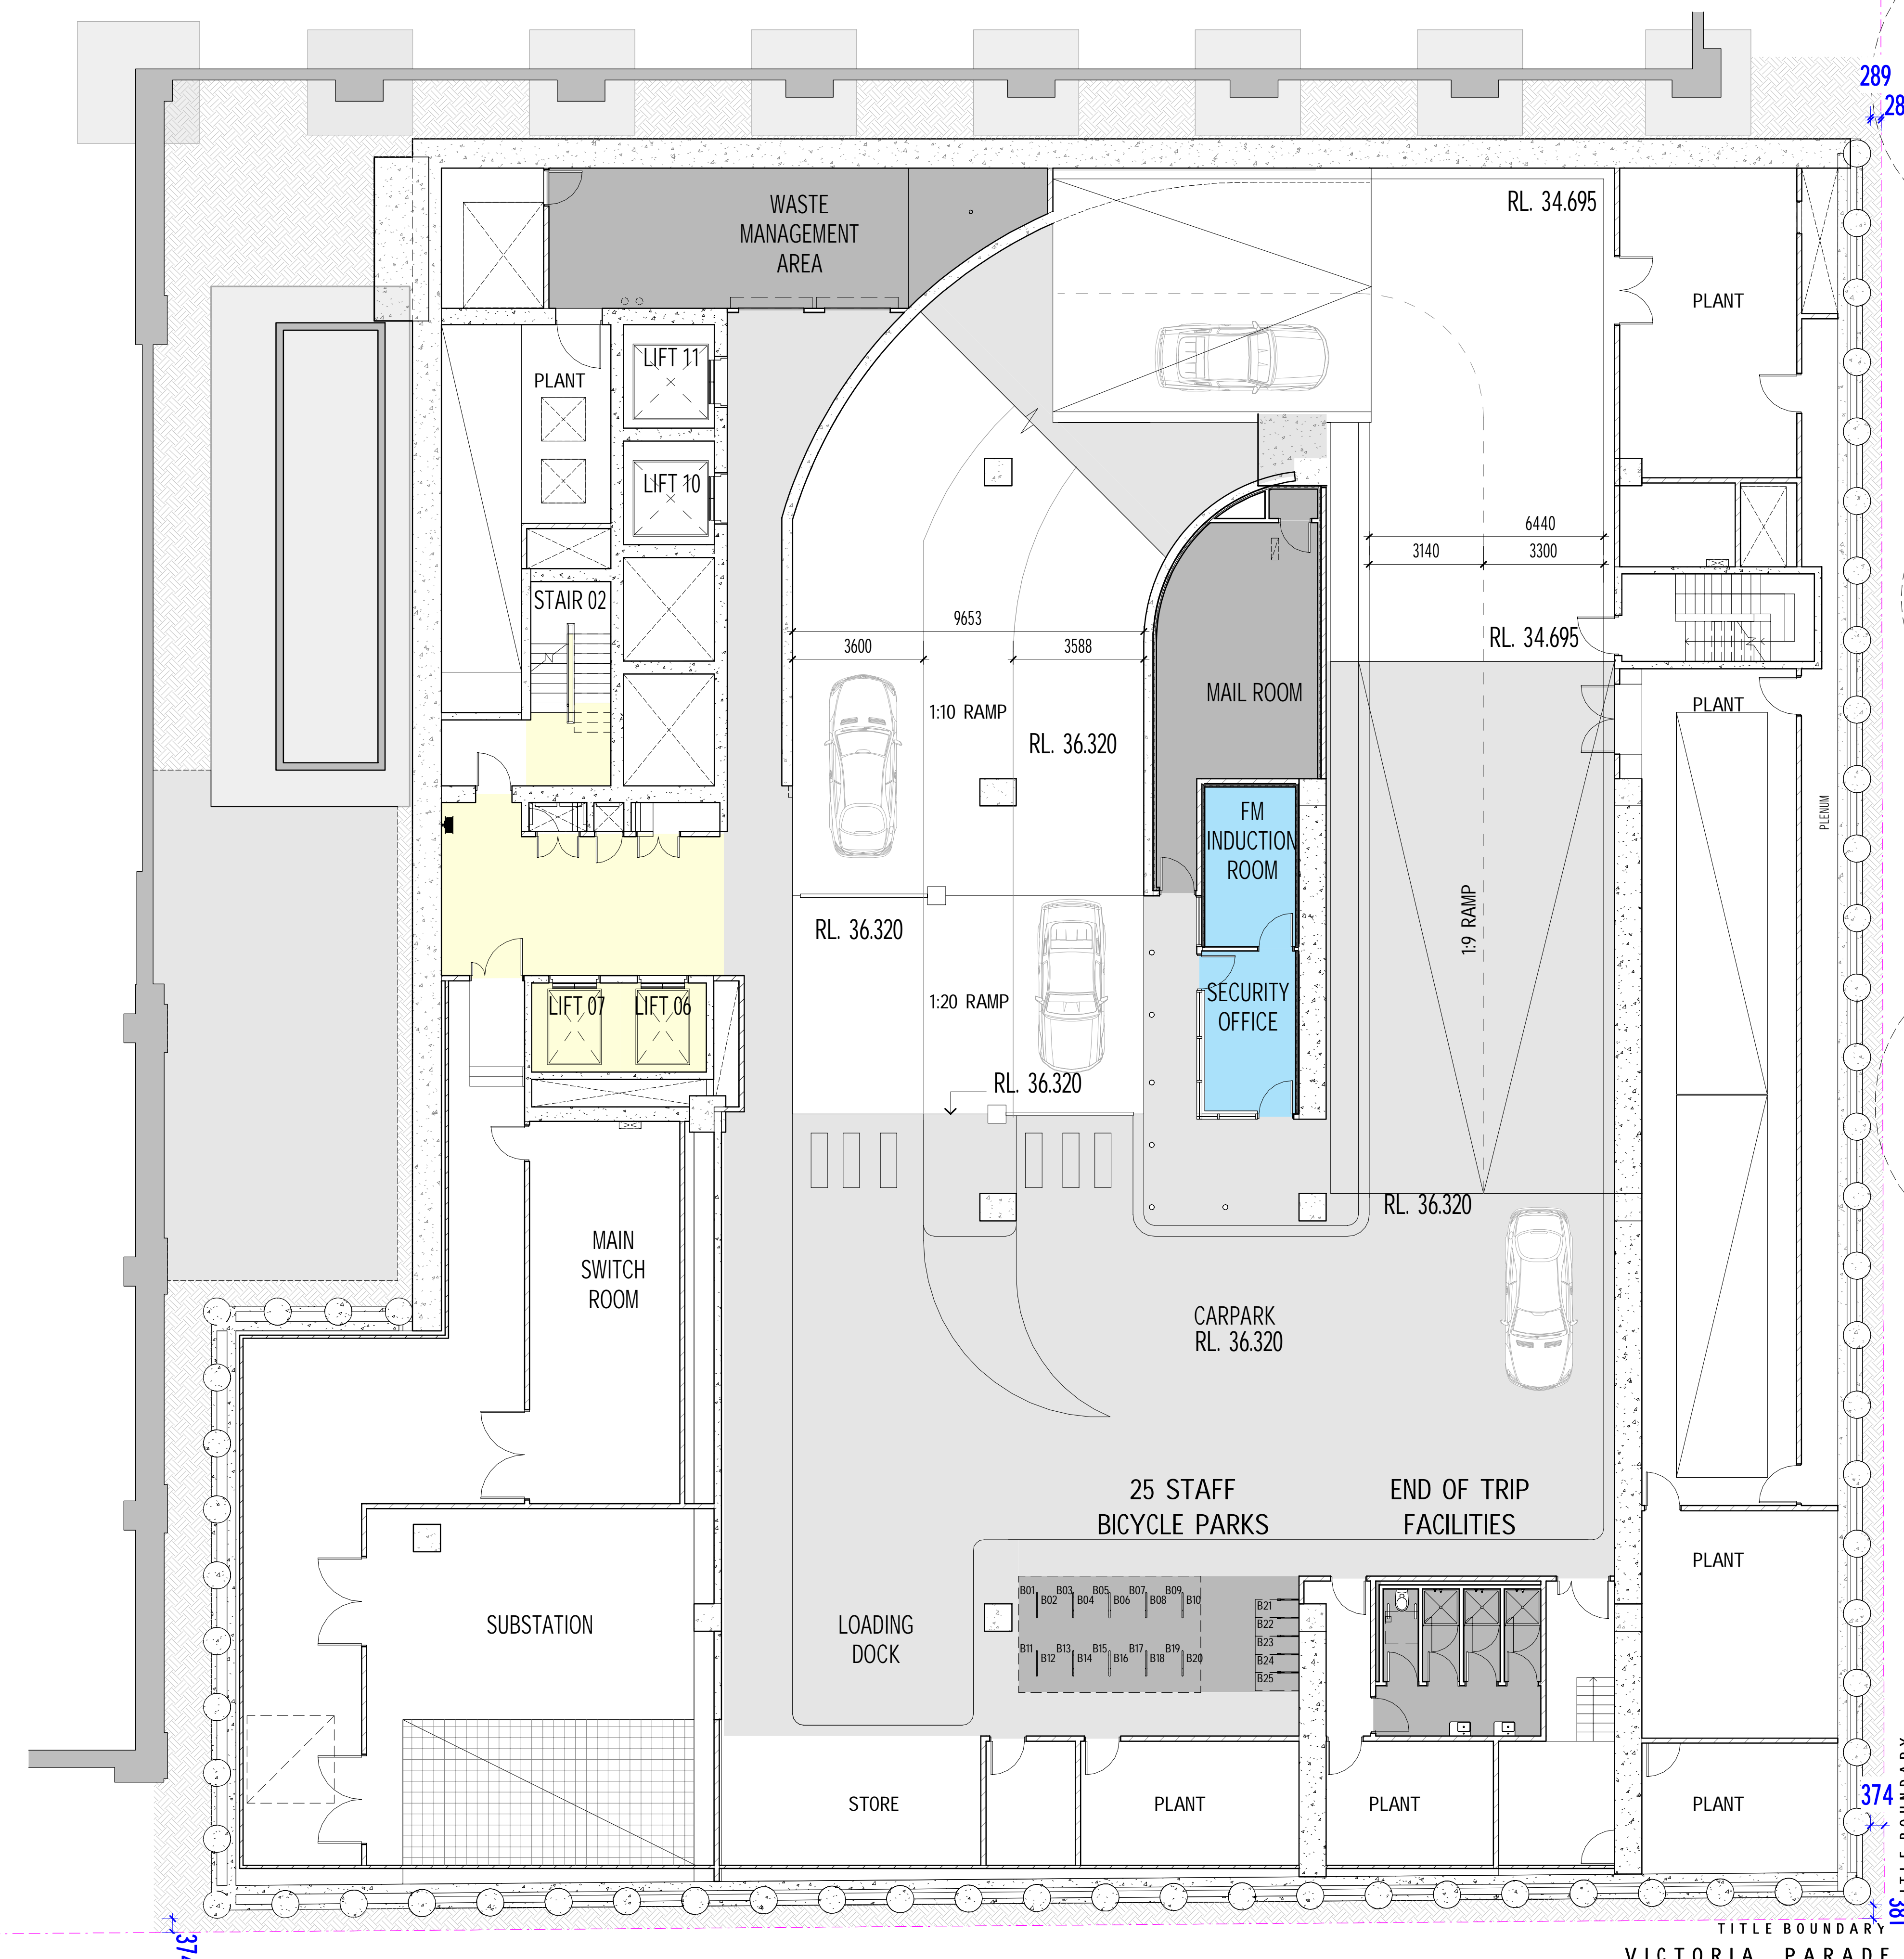 289
28
RL. 34.695
WASTE
MANAGEMENT
AREA
PLANT
LIFT 11
PLANT
LIFT 10
6440
3140
3300
STAIR 02
9653
RL. 34.695
3600
3588
MAIL ROOM
PLANT
1:10 RAMP
RL. 36.320
FM
INDUCTION
ROOM
PLENUM
1:9 RAMP
RL. 36.320
LIFT 07
LIFT 06
1:20 RAMP
SECURITY
OFFICE
RL. 36.320
RL. 36.320
MAIN
SWITCH
ROOM
CARPARK
RL. 36.320
25 STAFF
BICYCLE PARKS
END OF TRIP
FACILITIES
PLANT
B01 B03 B05 B07 B09
B02 B04 B06 B08 B10
B21
B22
B23
B24
B25
B11 B13 B15 B17 B19
B12 B14 B16 B18 B20
SUBSTATION
LOADING
DOCK
STORE
PLANT
PLANT
PLANT
374
TITLE BOUNDARY
381
374
TITLE BOUNDARY
VICTORIA PARADE